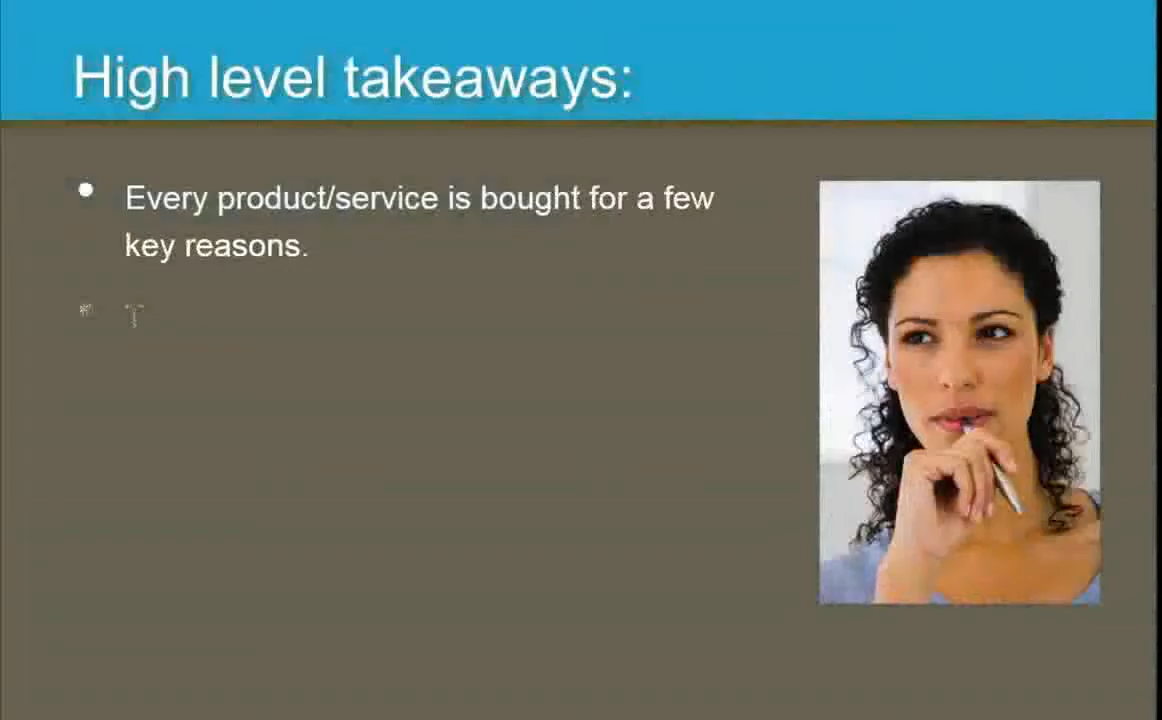 High level takeaways:
• Every product/service is bought for a few
key reasons.
• T